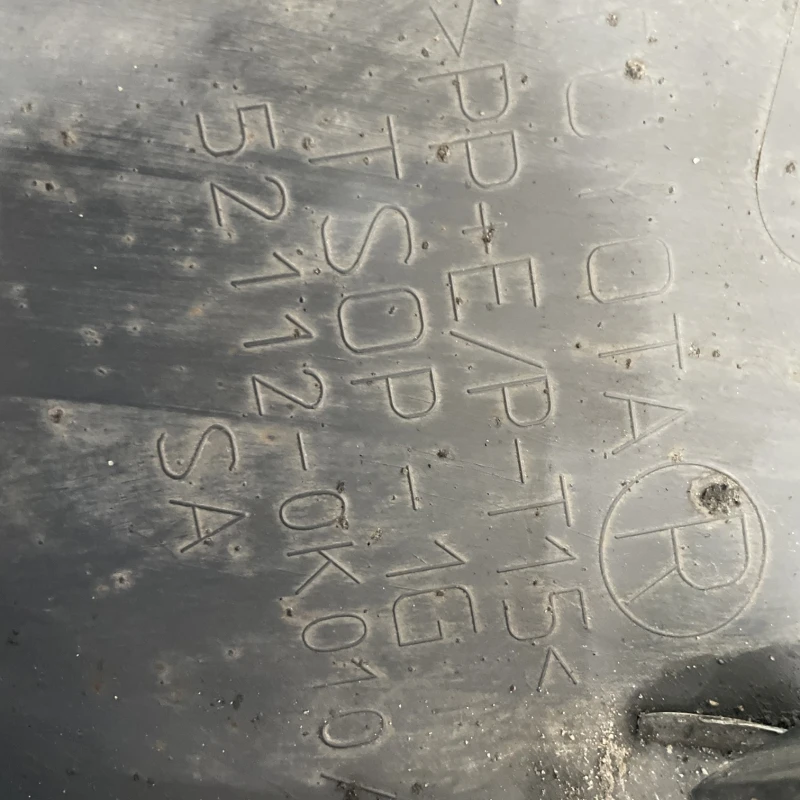 TOYOTA Ⓡ
>PP+E/P-T15<
TSOP-1G
52112-0K010
SA